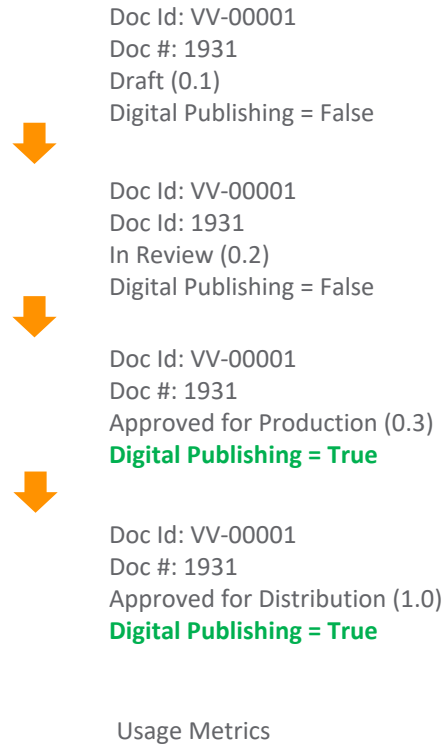 Doc Id: VV-00001
Doc #: 1931
Draft (0.1)
Digital Publishing = False
Doc Id: VV-00001
Doc Id: 1931
In Review (0.2)
Digital Publishing = False
Doc Id: VV-00001
Doc #: 1931
Approved for Production (0.3)
Digital Publishing = True
Doc Id: VV-00001
Doc #: 1931
Approved for Distribution (1.0)
Digital Publishing = True
Usage Metrics